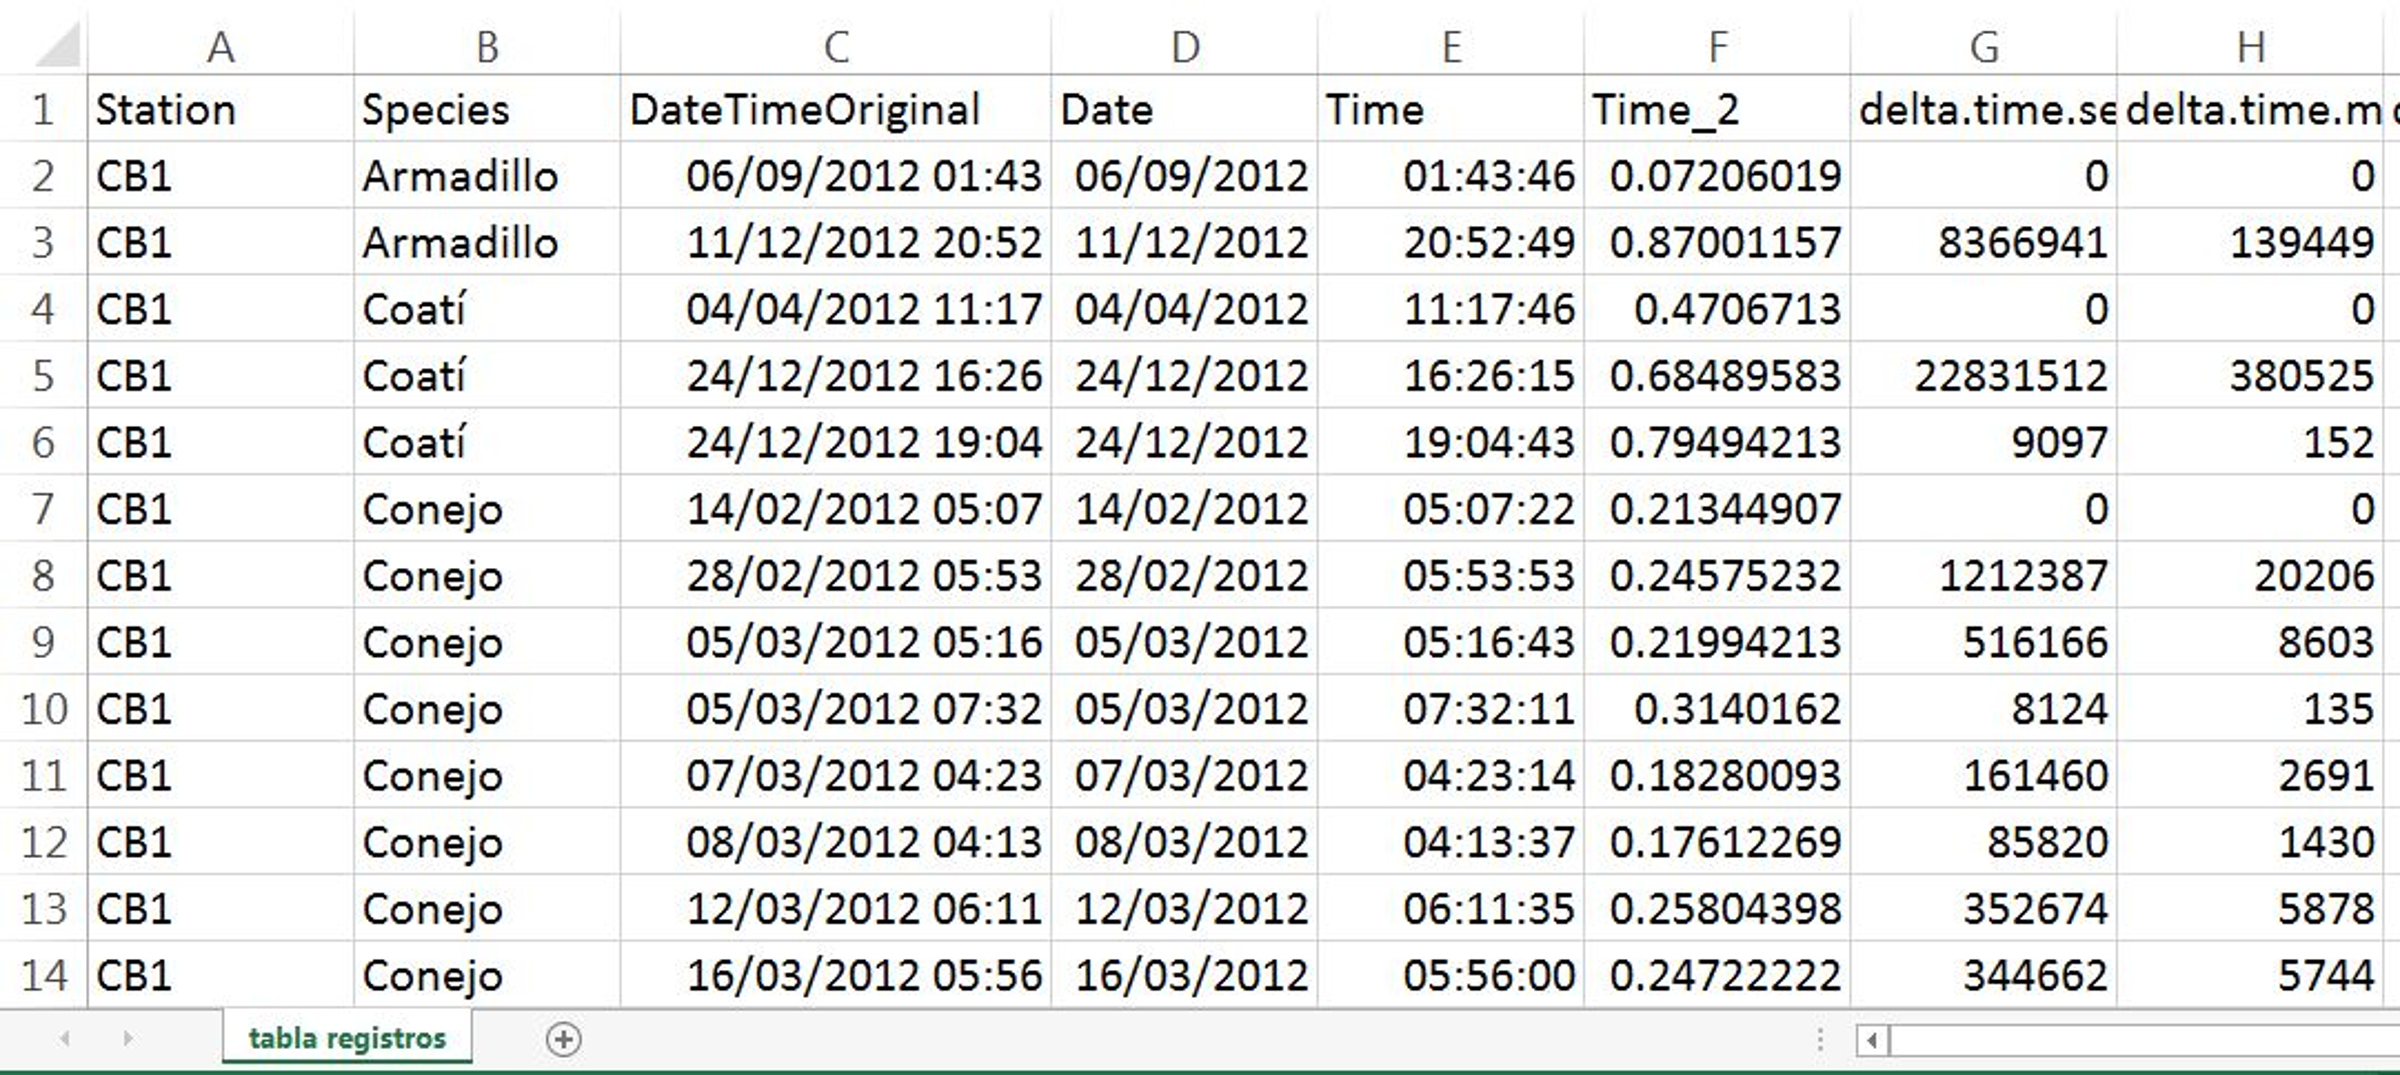 A B C D E F G H
1 Station Species DateTimeOriginal Date Time Time_2 delta.time.se delta.time.m
2 CB1 Armadillo 06/09/2012 01:43 06/09/2012 01:43:46 0.07206019 0 0
3 CB1 Armadillo 11/12/2012 20:52 11/12/2012 20:52:49 0.87001157 8366941 139449
4 CB1 Coatí 04/04/2012 11:17 04/04/2012 11:17:46 0.4706713 0 0
5 CB1 Coatí 24/12/2012 16:26 24/12/2012 16:26:15 0.68489583 22831512 380525
6 CB1 Coatí 24/12/2012 19:04 24/12/2012 19:04:43 0.79494213 9097 152
7 CB1 Conejo 14/02/2012 05:07 14/02/2012 05:07:22 0.21344907 0 0
8 CB1 Conejo 28/02/2012 05:53 28/02/2012 05:53:53 0.24575232 1212387 20206
9 CB1 Conejo 05/03/2012 05:16 05/03/2012 05:16:43 0.21994213 516166 8603
10 CB1 Conejo 05/03/2012 07:32 05/03/2012 07:32:11 0.3140162 8124 135
11 CB1 Conejo 07/03/2012 04:23 07/03/2012 04:23:14 0.18280093 161460 2691
12 CB1 Conejo 08/03/2012 04:13 08/03/2012 04:13:37 0.17612269 85820 1430
13 CB1 Conejo 12/03/2012 06:11 12/03/2012 06:11:35 0.25804398 352674 5878
14 CB1 Conejo 16/03/2012 05:56 16/03/2012 05:56:00 0.24722222 344662 5744
tabla registros